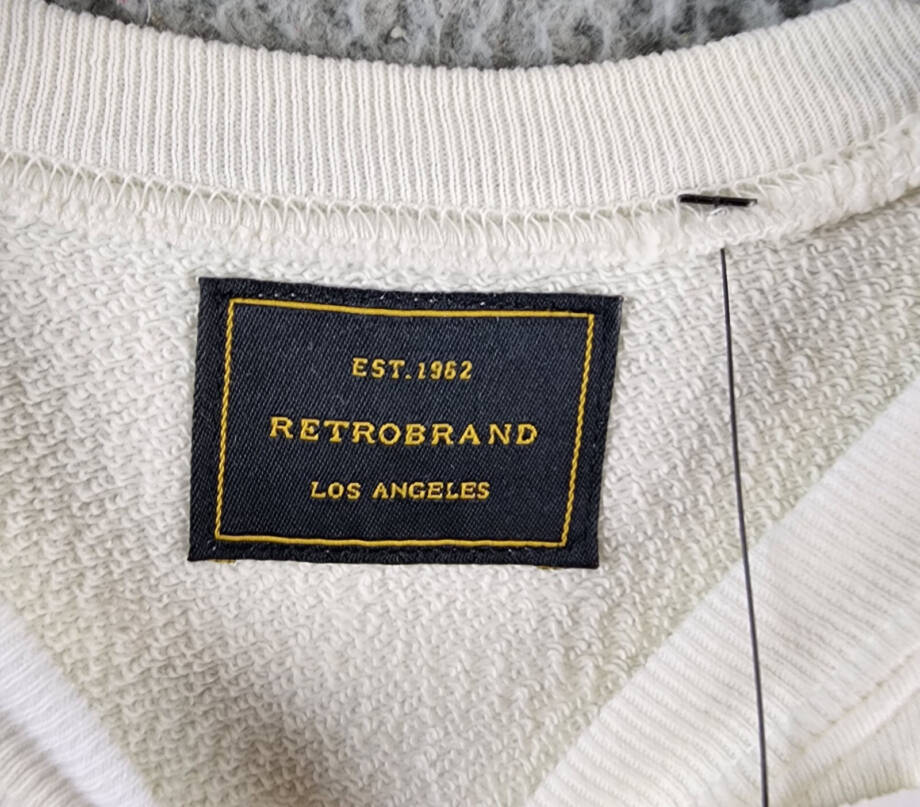 EST.1962
RETROBRAND
LOS ANGELES